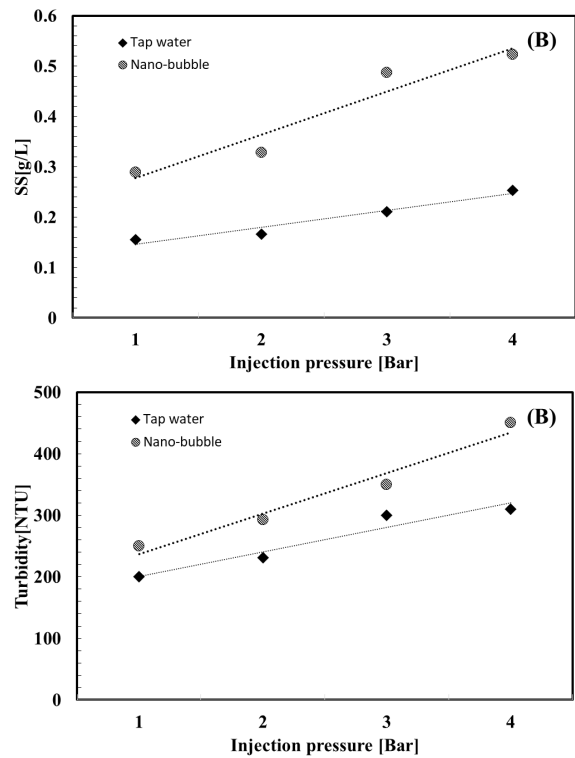 0.6
(B)
Tap water
Nano-bubble
0.5
0.4
0.3
0.2
0.1
0
SS[g/L]
1 2 3 4
Injection pressure [Bar]
500
(B)
Tap water
Nano-bubble
400
300
200
100
0
Turbidity[NTU]
1 2 3 4
Injection pressure [Bar]